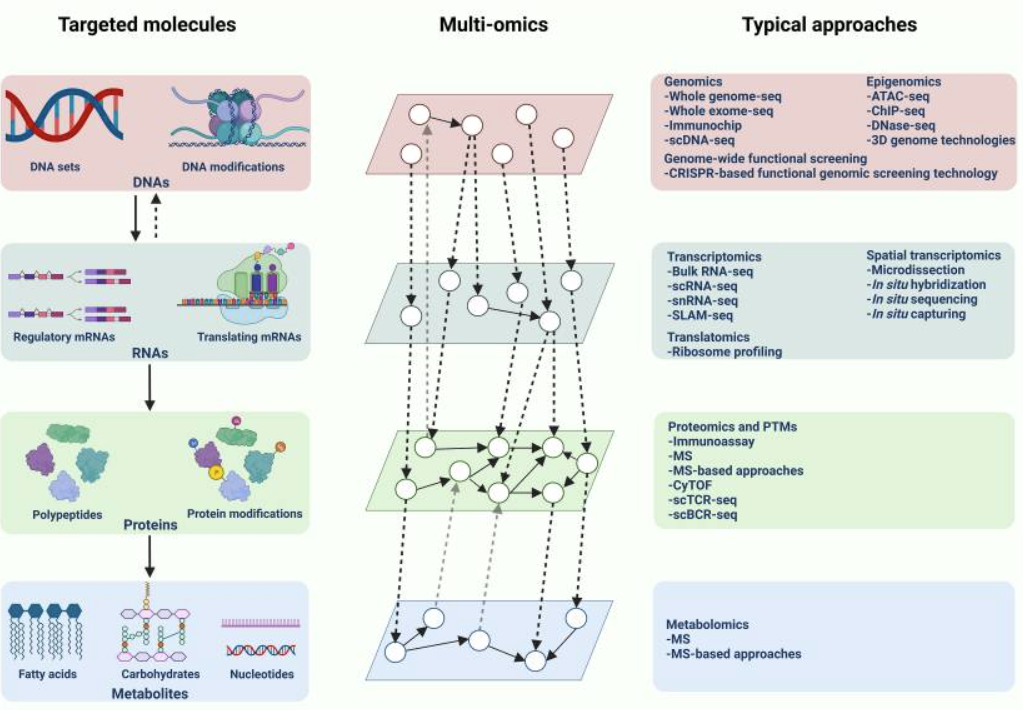 Targeted molecules
Multi-omics
Typical approaches
DNA sets
DNA modifications
DNAs
Genomics
-Whole genome-seq
-Whole exome-seq
-Immunochip
-scDNA-seq
Epigenomics
-ATAC-seq
-ChIP-seq
-DNase-seq
-3D genome technologies
Genome-wide functional screening
-CRISPR-based functional genomic screening technology
Regulatory mRNAs
Translating mRNAs
RNAs
Transcriptomics
-Bulk RNA-seq
-scRNA-seq
-snRNA-seq
-SLAM-seq
Spatial transcriptomics
-Microdissection
-In situ hybridization
-In situ sequencing
-In situ capturing
Translatomics
-Ribosome profiling
Polypeptides
Protein modifications
Proteins
Proteomics and PTMs
-Immunoassay
-MS
-MS-based approaches
-CyTOF
-scTCR-seq
-scBCR-seq
Fatty acids
Carbohydrates
Nucleotides
Metabolites
Metabolomics
-MS
-MS-based approaches